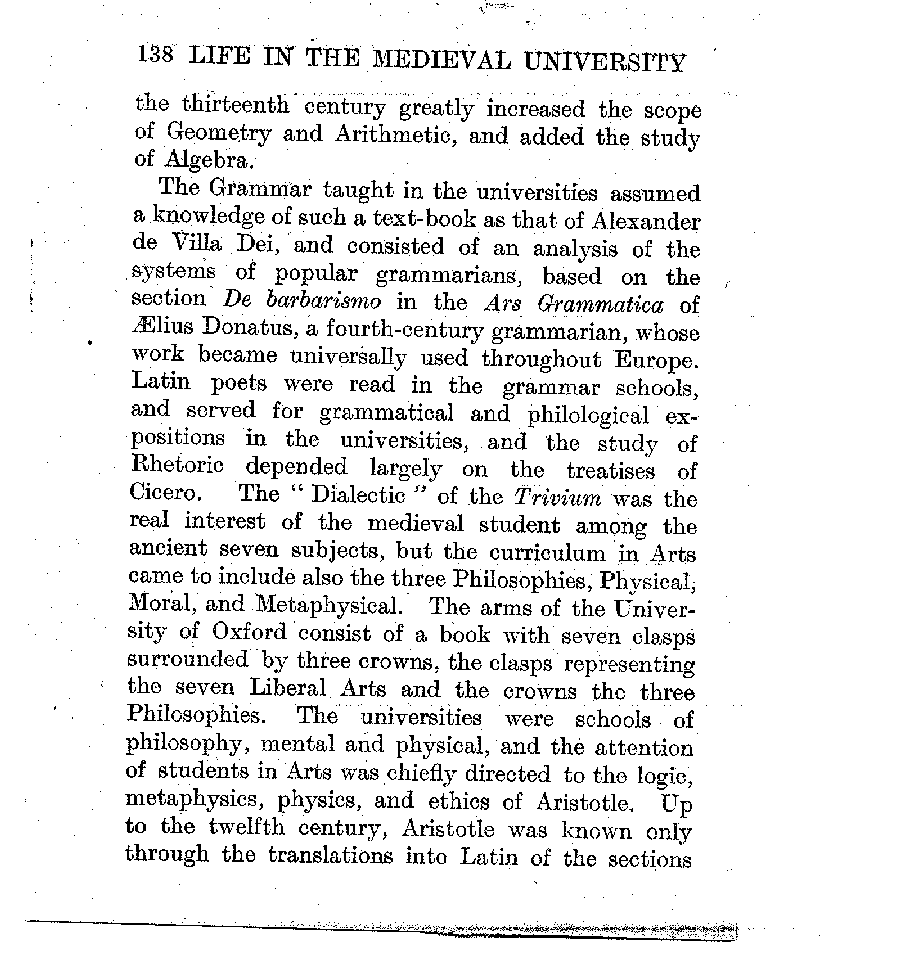 138 LIFE IN THE MEDIEVAL UNIVERSITY
the thirteenth century greatly increased the scope
of Geometry and Arithmetic, and added the study
of Algebra.
The Grammar taught in the universities assumed
a knowledge of such a text-book as that of Alexander
de Villa Dei, and consisted of an analysis of the
systems of popular grammarians, based on the
section De barbarismo in the Ars Grammatica of
Ælius Donatus, a fourth-century grammarian, whose
work became universally used throughout Europe.
Latin poets were read in the grammar schools,
and served for grammatical and philological ex-
positions in the universities, and the study of
Rhetoric depended largely on the treatises of
Cicero. The “ Dialectic ” of the Trivium was the
real interest of the medieval student among the
ancient seven subjects, but the curriculum in Arts
came to include also the three Philosophies, Physical,
Moral, and Metaphysical. The arms of the Univer-
sity of Oxford consist of a book with seven clasps
surrounded by three crowns, the clasps representing
the seven Liberal Arts and the crowns the three
Philosophies. The universities were schools of
philosophy, mental and physical, and the attention
of students in Arts was chiefly directed to the logic,
metaphysics, physics, and ethics of Aristotle. Up
to the twelfth century, Aristotle was known only
through the translations into Latin of the sections